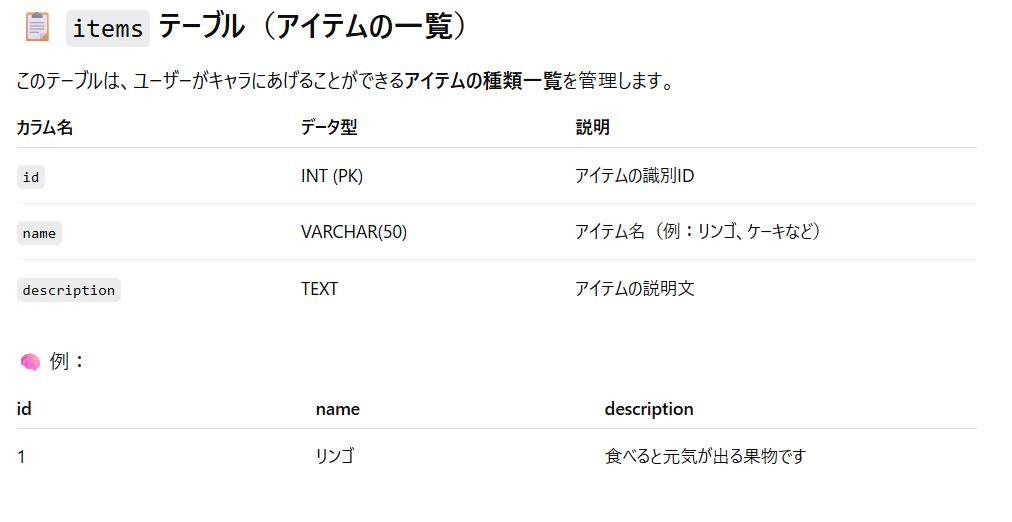 📋 items テーブル（アイテムの一覧）
このテーブルは、ユーザーがキャラにあげることができるアイテムの種類一覧を管理します。
カラム名 データ型 説明
id INT (PK) アイテムの識別ID
name VARCHAR(50) アイテム名（例：リンゴ、ケーキなど）
description TEXT アイテムの説明文
🧠 例：
id name description
1 リンゴ 食べると元気が出る果物です